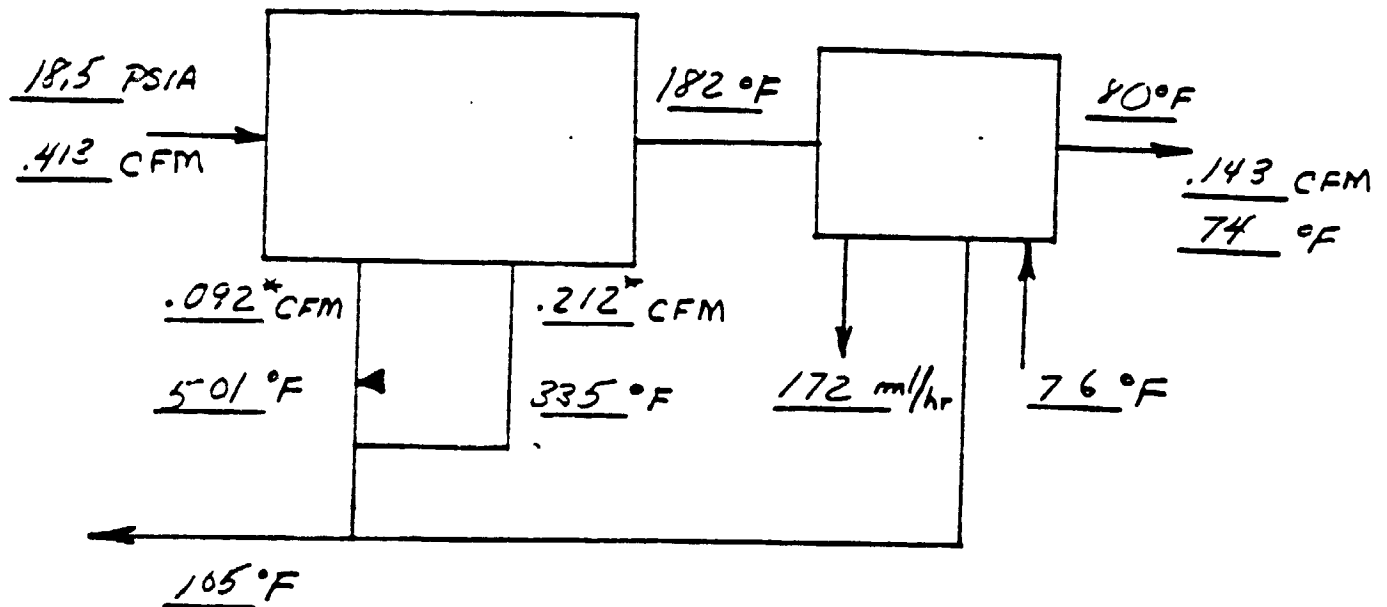 18.5 PSIA
.413 CFM
182 °F
80°F
.143 CFM
74 °F
.092* CFM
.212* CFM
501 °F
335 °F
172 ml/hr
76 °F
105 °F